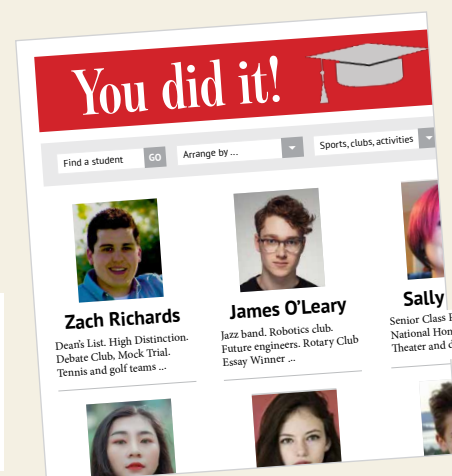 You did it!
Find a student GO Arrange by ... Sports, clubs, activities
Zach Richards
Dean's List. High Distinction.
Debate Club, Mock Trial.
Tennis and golf teams ...
James O'Leary
Jazz band. Robotics club.
Future engineers. Rotary Club
Essay Winner ...
Sally
Senior Class
National
Theater and